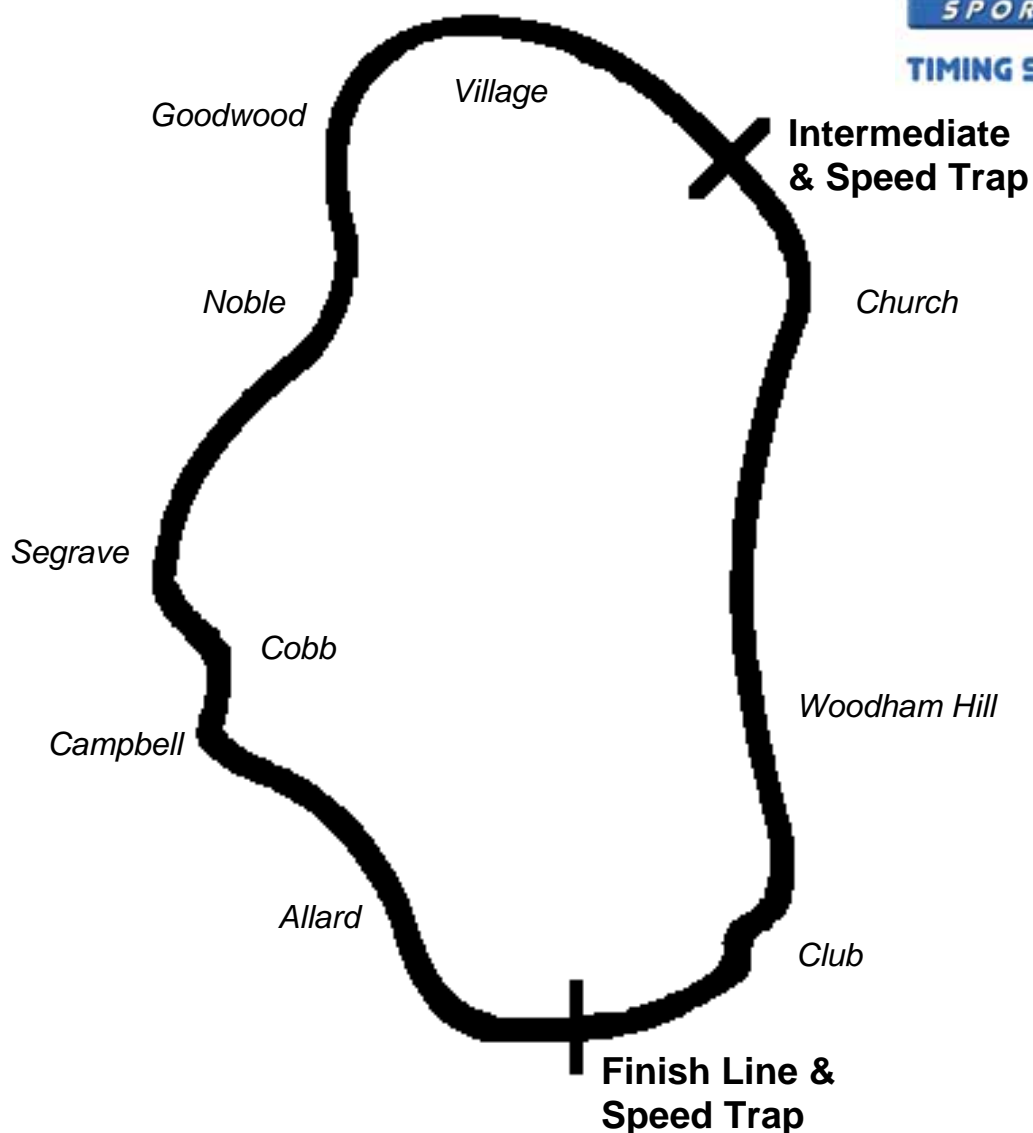 SPOR
TIMING S
Village
Goodwood
Intermediate
& Speed Trap
Noble
Church
Segrave
Cobb
Woodham Hill
Campbell
Allard
Club
Finish Line &
Speed Trap